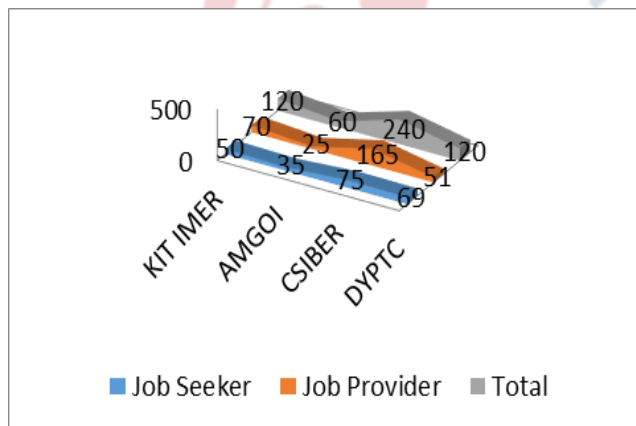 500
0
120
60
240
120
70
25
165
51
50
35
75
69
KIT IMER
AMGOI
CSIBER
DYPTC
Job Seeker
Job Provider
Total